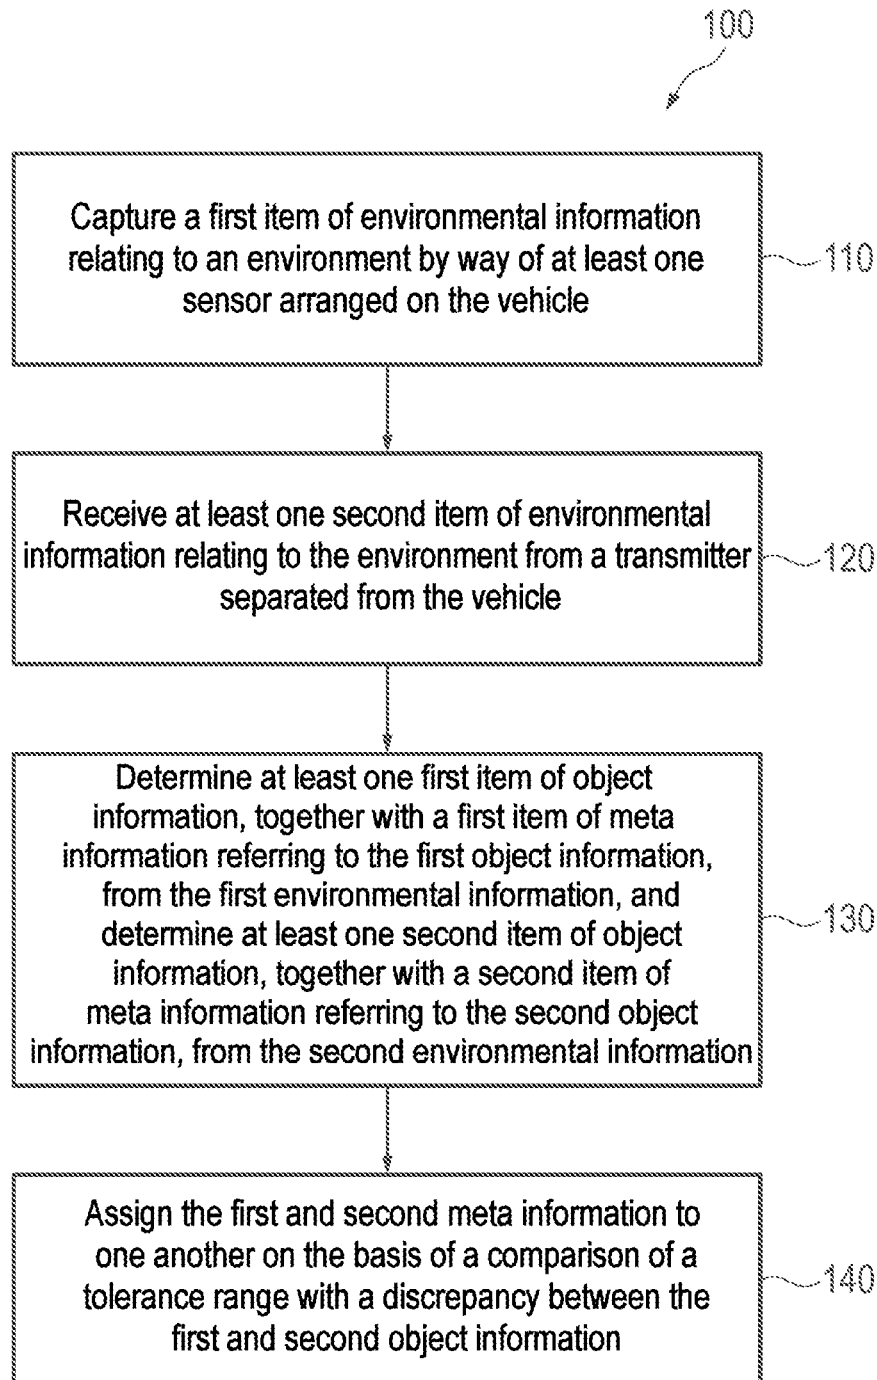 100
Capture a first item of environmental information
relating to an environment by way of at least one
sensor arranged on the vehicle
110
Receive at least one second item of environmental
information relating to the environment from a transmitter
separated from the vehicle
120
Determine at least one first item of object
information, together with a first item of meta
information referring to the first object information,
from the first environmental information, and
determine at least one second item of object
information, together with a second item of
meta information referring to the second object
information, from the second environmental information
130
Assign the first and second meta information to
one another on the basis of a comparison of a
tolerance range with a discrepancy between the
first and second object information
140